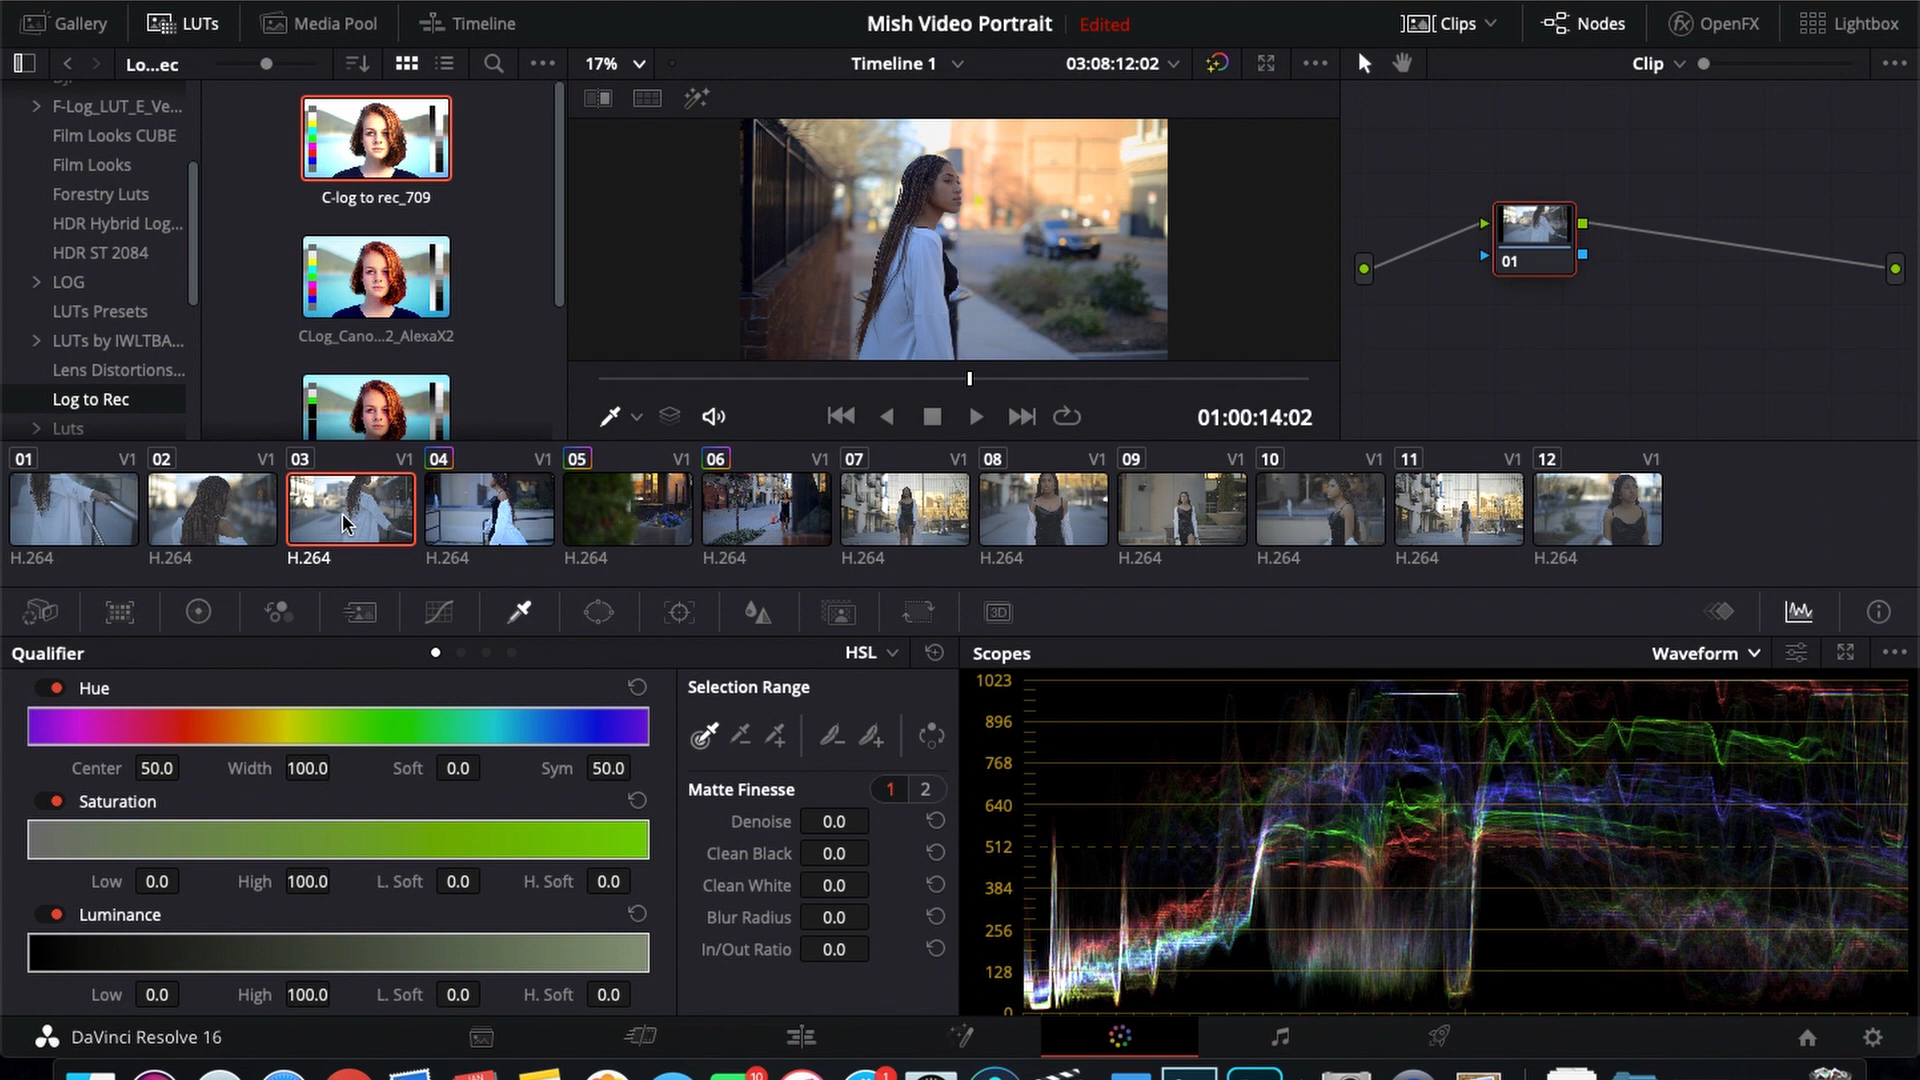 Gallery
LUTs
Media Pool
Timeline
Mish Video Portrait
Edited
Clips
Nodes
OpenFX
Lightbox
Lo...ec
17%
Timeline 1
03:08:12:02
Clip
F-Log_LUT_E_Ve...
Film Looks CUBE
Film Looks
Forestry Luts
HDR Hybrid Log...
HDR ST 2084
LOG
LUTs Presets
LUTs by IWLTBA...
Lens Distortions...
Log to Rec
Luts
C-log to rec_709
CLog_Cano...2_AlexaX2
01
01:00:14:02
01 V1
02 V1
03 V1
04 V1
05 V1
06 V1
07 V1
08 V1
09 V1
10 V1
11 V1
12 V1
H.264
H.264
H.264
H.264
H.264
H.264
H.264
H.264
H.264
H.264
H.264
H.264
3D
Qualifier
HSL
Hue
Center 50.0 Width 100.0 Soft 0.0 Sym 50.0
Saturation
Low 0.0 High 100.0 L. Soft 0.0 H. Soft 0.0
Luminance
Low 0.0 High 100.0 L. Soft 0.0 H. Soft 0.0
Selection Range
Matte Finesse 1 2
Denoise 0.0
Clean Black 0.0
Clean White 0.0
Blur Radius 0.0
In/Out Ratio 0.0
Scopes
Waveform
1023
896
768
640
512
384
256
128
0
DaVinci Resolve 16
JAN
10
1